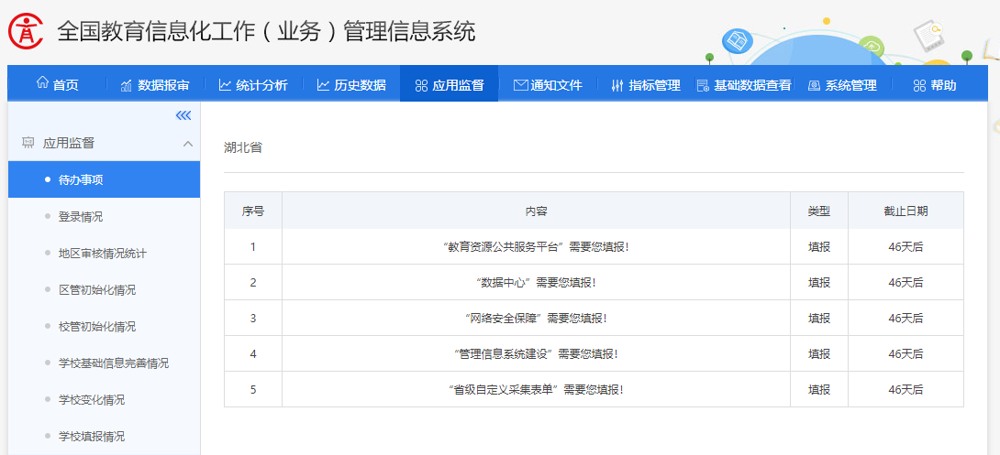 全国教育信息化工作（业务）管理信息系统
首页 数据报审 统计分析 历史数据 应用监督 通知文件 指标管理 基础数据查看 系统管理 帮助
应用监督
待办事项
登录情况
地区审核情况统计
区管初始化情况
校管初始化情况
学校基础信息完善情况
学校变化情况
学校填报情况
湖北省
序号 内容 类型 截止日期
1 “教育资源公共服务平台”需要您填报！ 填报 46天后
2 “数据中心”需要您填报！ 填报 46天后
3 “网络安全保障”需要您填报！ 填报 46天后
4 “管理信息系统建设”需要您填报！ 填报 46天后
5 “省级自定义采集表单”需要您填报！ 填报 46天后